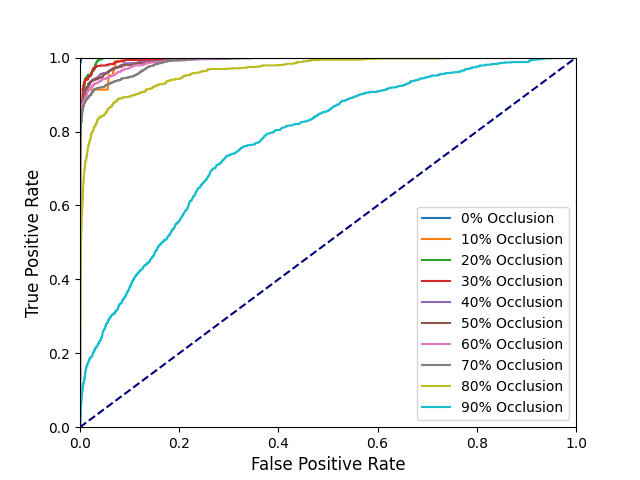 1.0
0.8
0.6
0.4
0.2
0.0
True Positive Rate
0.0 0.2 0.4 0.6 0.8 1.0
False Positive Rate
0% Occlusion
10% Occlusion
20% Occlusion
30% Occlusion
40% Occlusion
50% Occlusion
60% Occlusion
70% Occlusion
80% Occlusion
90% Occlusion